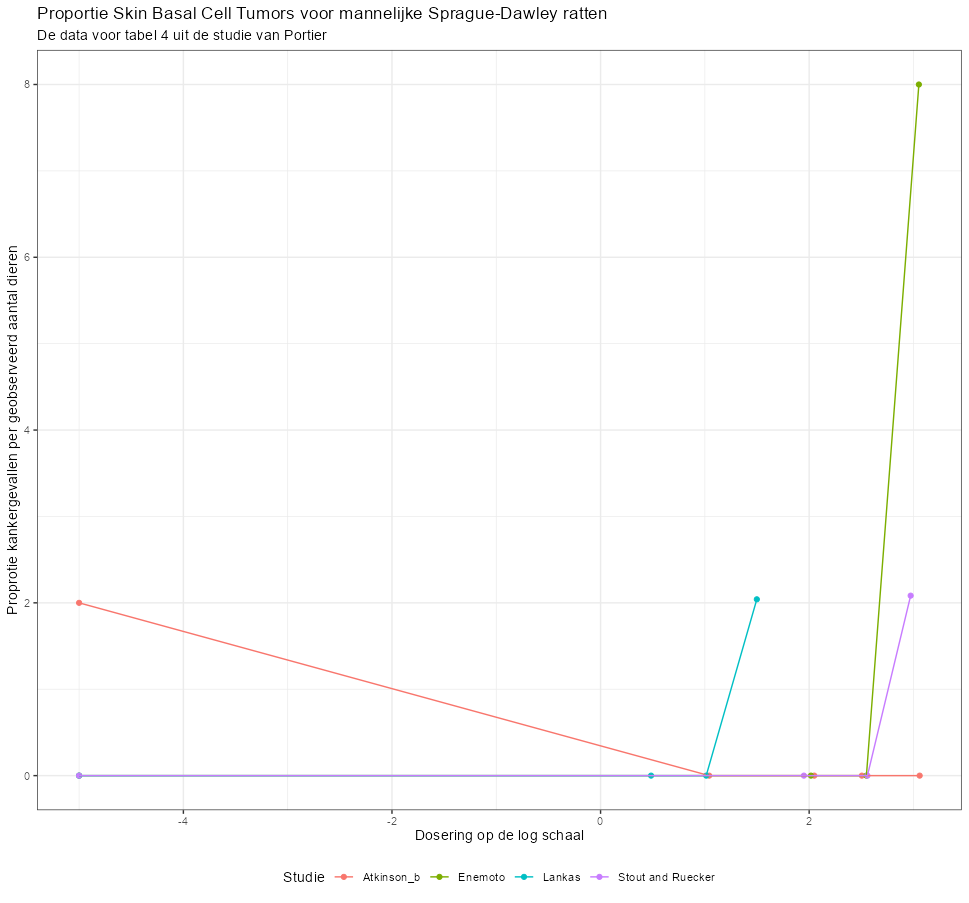 Proportie Skin Basal Cell Tumors voor mannelijke Sprague-Dawley ratten
De data voor tabel 4 uit de studie van Portier
Proprotie kankergevallen per geobserveerd aantal dieren
8
6
4
2
0
-4
-2
0
2
Dosering op de log schaal
Studie Atkinson_b Enemoto Lankas Stout and Ruecker